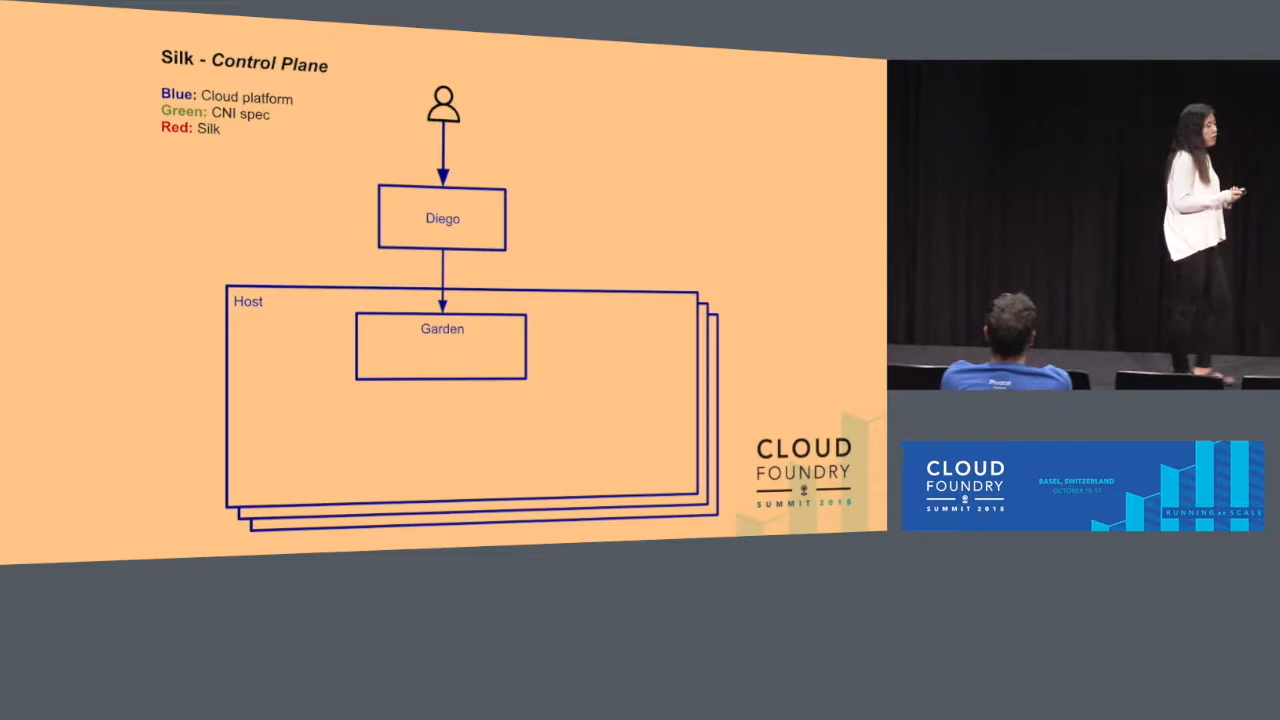 Silk - Control Plane
Blue: Cloud platform
Green: CNI spec
Red: Silk
Diego
Host
Garden
CLOUD
FOUNDRY
SUMMIT 2018
Pivotal
CLOUD
FOUNDRY
SUMMIT 2018
BASEL, SWITZERLAND
OCTOBER 10-11
RUNNING AT SCALE